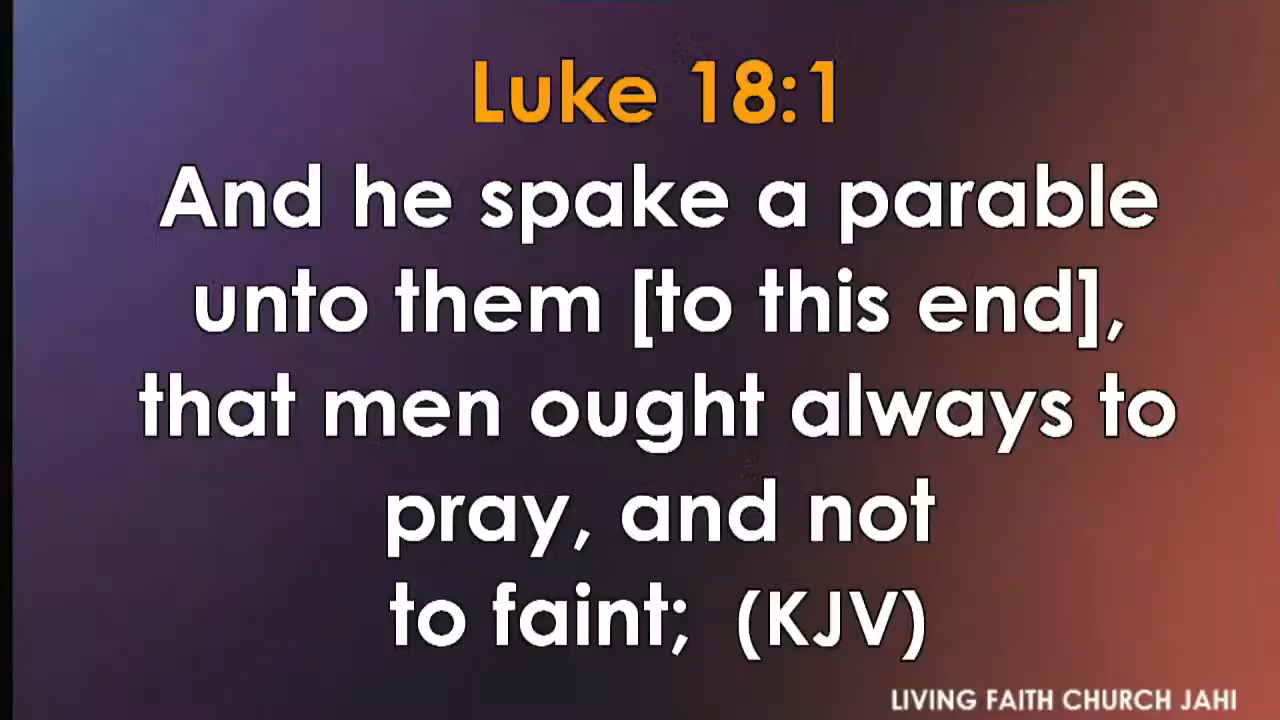 Luke 18:1
And he spake a parable
unto them [to this end],
that men ought always to
pray, and not
to faint;  (KJV)
LIVING FAITH CHURCH JAHI